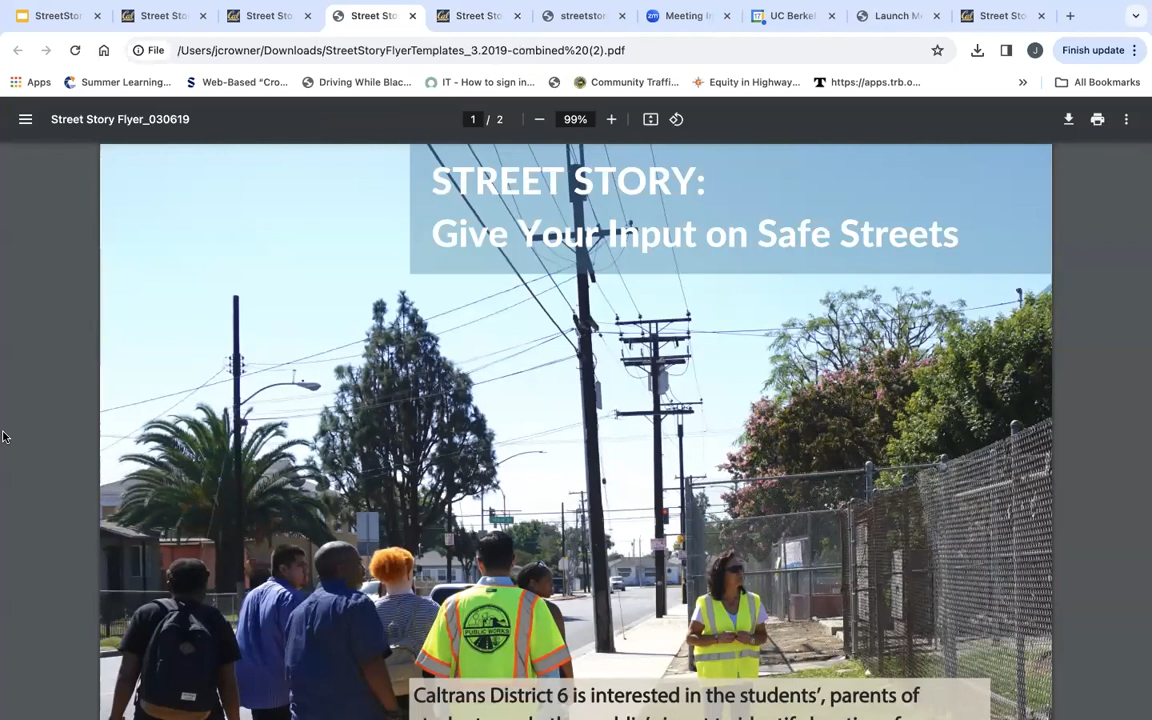 StreetStor
Street Sto
Street Sto
Street Sto
Street Sto
streetstor
Meeting I
UC Berkel
Launch M
Street Sto
File
/Users/jcrowner/Downloads/StreetStoryFlyerTemplates_3.2019-combined%20(2).pdf
J
Finish update
Apps
Summer Learning...
Web-Based “Cro...
Driving While Blac...
IT - How to sign in...
Community Traffi...
Equity in Highway...
https://apps.trb.o...
»
All Bookmarks
Street Story Flyer_030619
1 / 2
99%
STREET STORY:
Give Your Input on Safe Streets
PUBLIC WORKS
Caltrans District 6 is interested in the students’, parents of